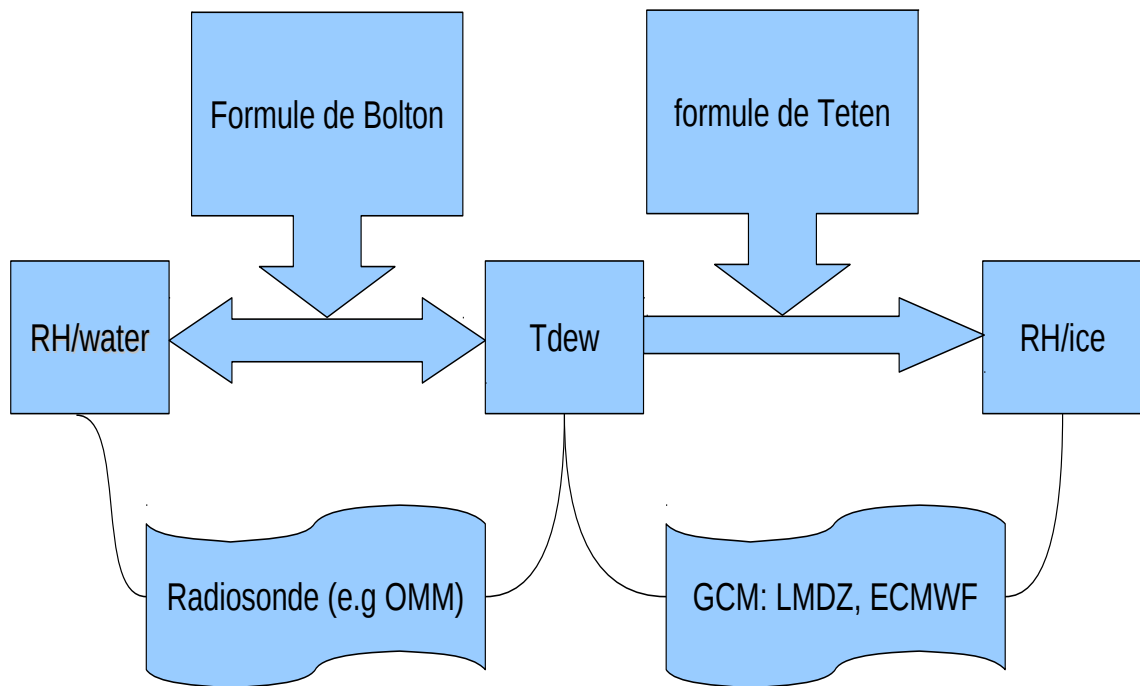 Formule de Bolton
formule de Teten
RH/water
Tdew
RH/ice
Radiosonde (e.g OMM)
GCM: LMDZ, ECMWF